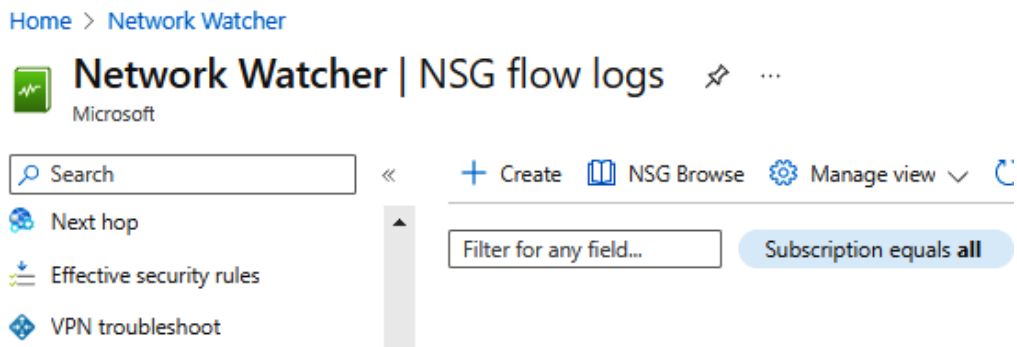 Home > Network Watcher
Network Watcher | NSG flow logs ...
Microsoft
Search «
Next hop
Effective security rules
VPN troubleshoot
+ Create NSG Browse Manage view
Filter for any field... Subscription equals all